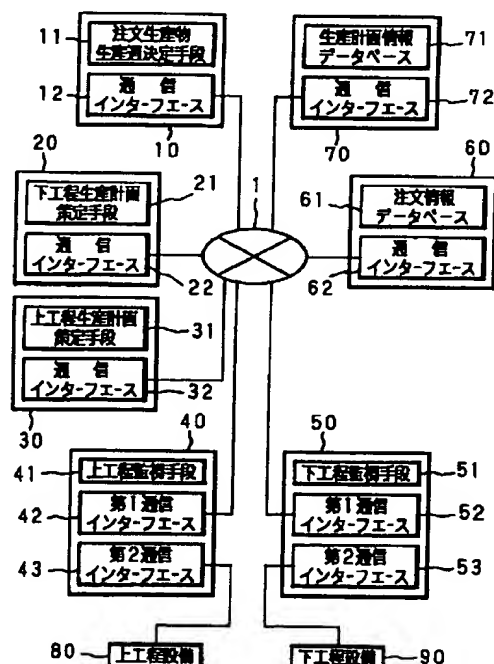 11
注文生産物
生産週決定手段
12
通信
インターフェース
10
生産計画情報
データベース
71
通信
インターフェース
72
70
20
下工程生産計画
策定手段
21
通信
インターフェース
22
1
60
注文情報
データベース
61
通信
インターフェース
62
上工程生産計画
策定手段
31
通信
インターフェース
32
30
40
41
上工程監視手段
42
第1通信
インターフェース
43
第2通信
インターフェース
50
下工程監視手段
51
第1通信
インターフェース
52
第2通信
インターフェース
53
80
上工程設備
下工程設備
90